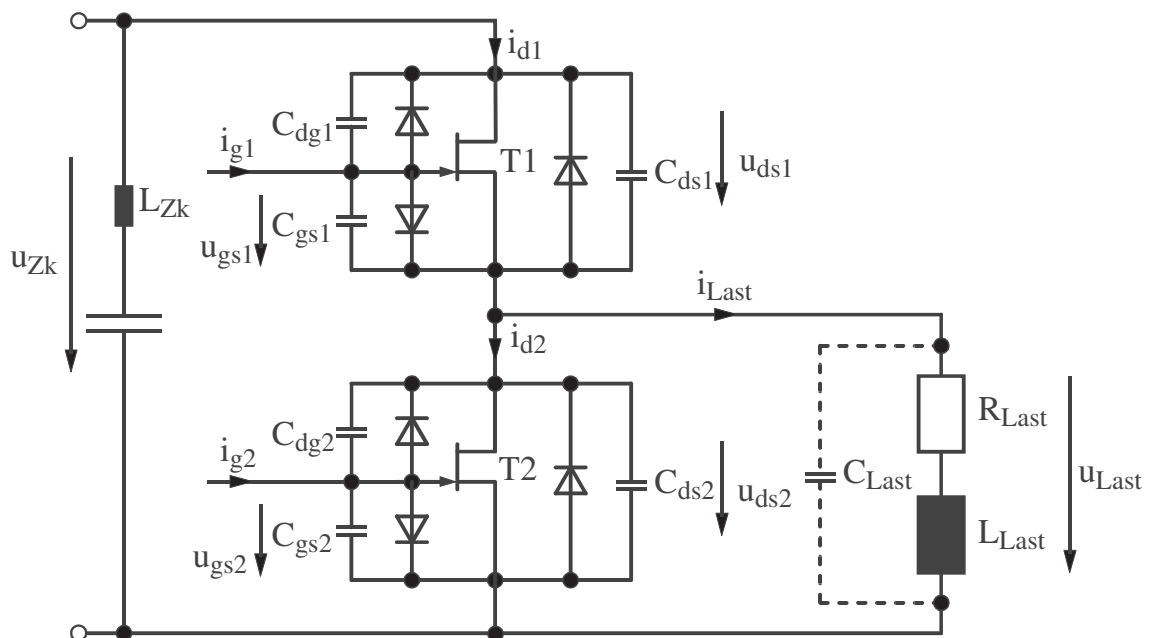 i_d1
C_dg1
i_g1
T1
C_ds1
u_ds1
L_Zk
C_gs1
u_gs1
u_Zk
i_Last
i_d2
C_dg2
R_Last
i_g2
T2
C_ds2
u_ds2
C_Last
u_Last
C_gs2
L_Last
u_gs2